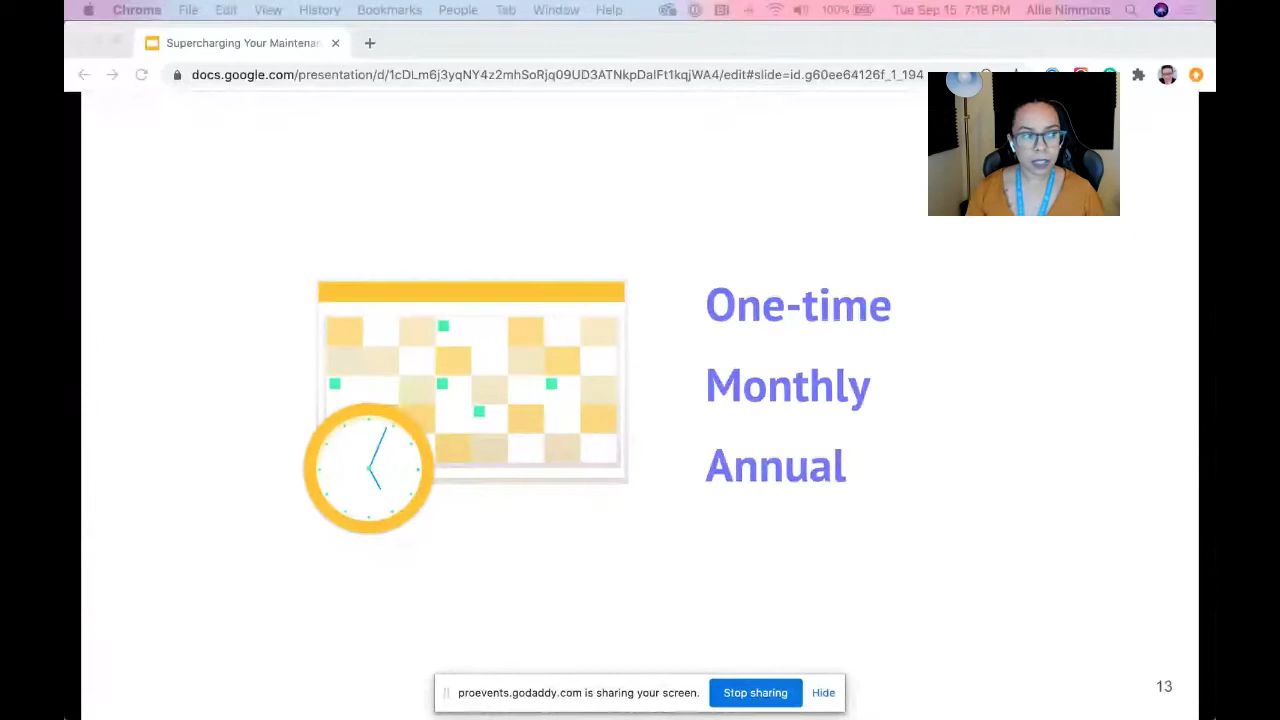 Chrome File Edit View History Bookmarks People Tab Window Help 100% Tue Sep 15 7:18 PM Allie Nimmons
Supercharging Your Maintenan
docs.google.com/presentation/d/1cDLm6j3yqNY4z2mhSoRjq09UD3ATNkpDalFt1kqjWA4/edit#slide=id.g60ee64126f_1_194
One-time
Monthly
Annual
proevents.godaddy.com is sharing your screen. Stop sharing Hide
13